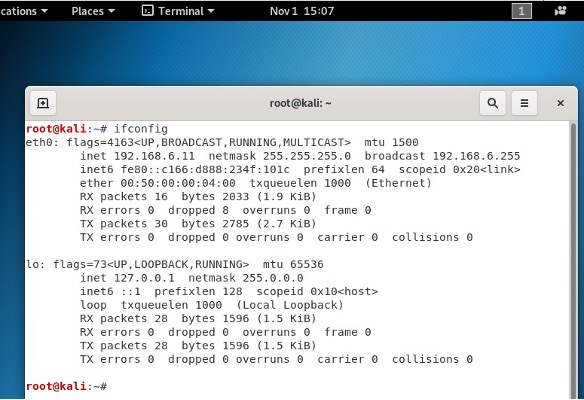 cations Places Terminal Nov 1 15:07 1
root@kali: ~
root@kali:~# ifconfig
eth0: flags=4163<UP,BROADCAST,RUNNING,MULTICAST> mtu 1500
inet 192.168.6.11 netmask 255.255.255.0 broadcast 192.168.6.255
inet6 fe80::c166:d888:234f:101c prefixlen 64 scopeid 0x20<link>
ether 00:50:00:00:04:00 txqueuelen 1000 (Ethernet)
RX packets 16 bytes 2033 (1.9 KiB)
RX errors 0 dropped 8 overruns 0 frame 0
TX packets 30 bytes 2785 (2.7 KiB)
TX errors 0 dropped 0 overruns 0 carrier 0 collisions 0
lo: flags=73<UP,LOOPBACK,RUNNING> mtu 65536
inet 127.0.0.1 netmask 255.0.0.0
inet6 ::1 prefixlen 128 scopeid 0x10<host>
loop txqueuelen 1000 (Local Loopback)
RX packets 28 bytes 1596 (1.5 KiB)
RX errors 0 dropped 0 overruns 0 frame 0
TX packets 28 bytes 1596 (1.5 KiB)
TX errors 0 dropped 0 overruns 0 carrier 0 collisions 0
root@kali:~#